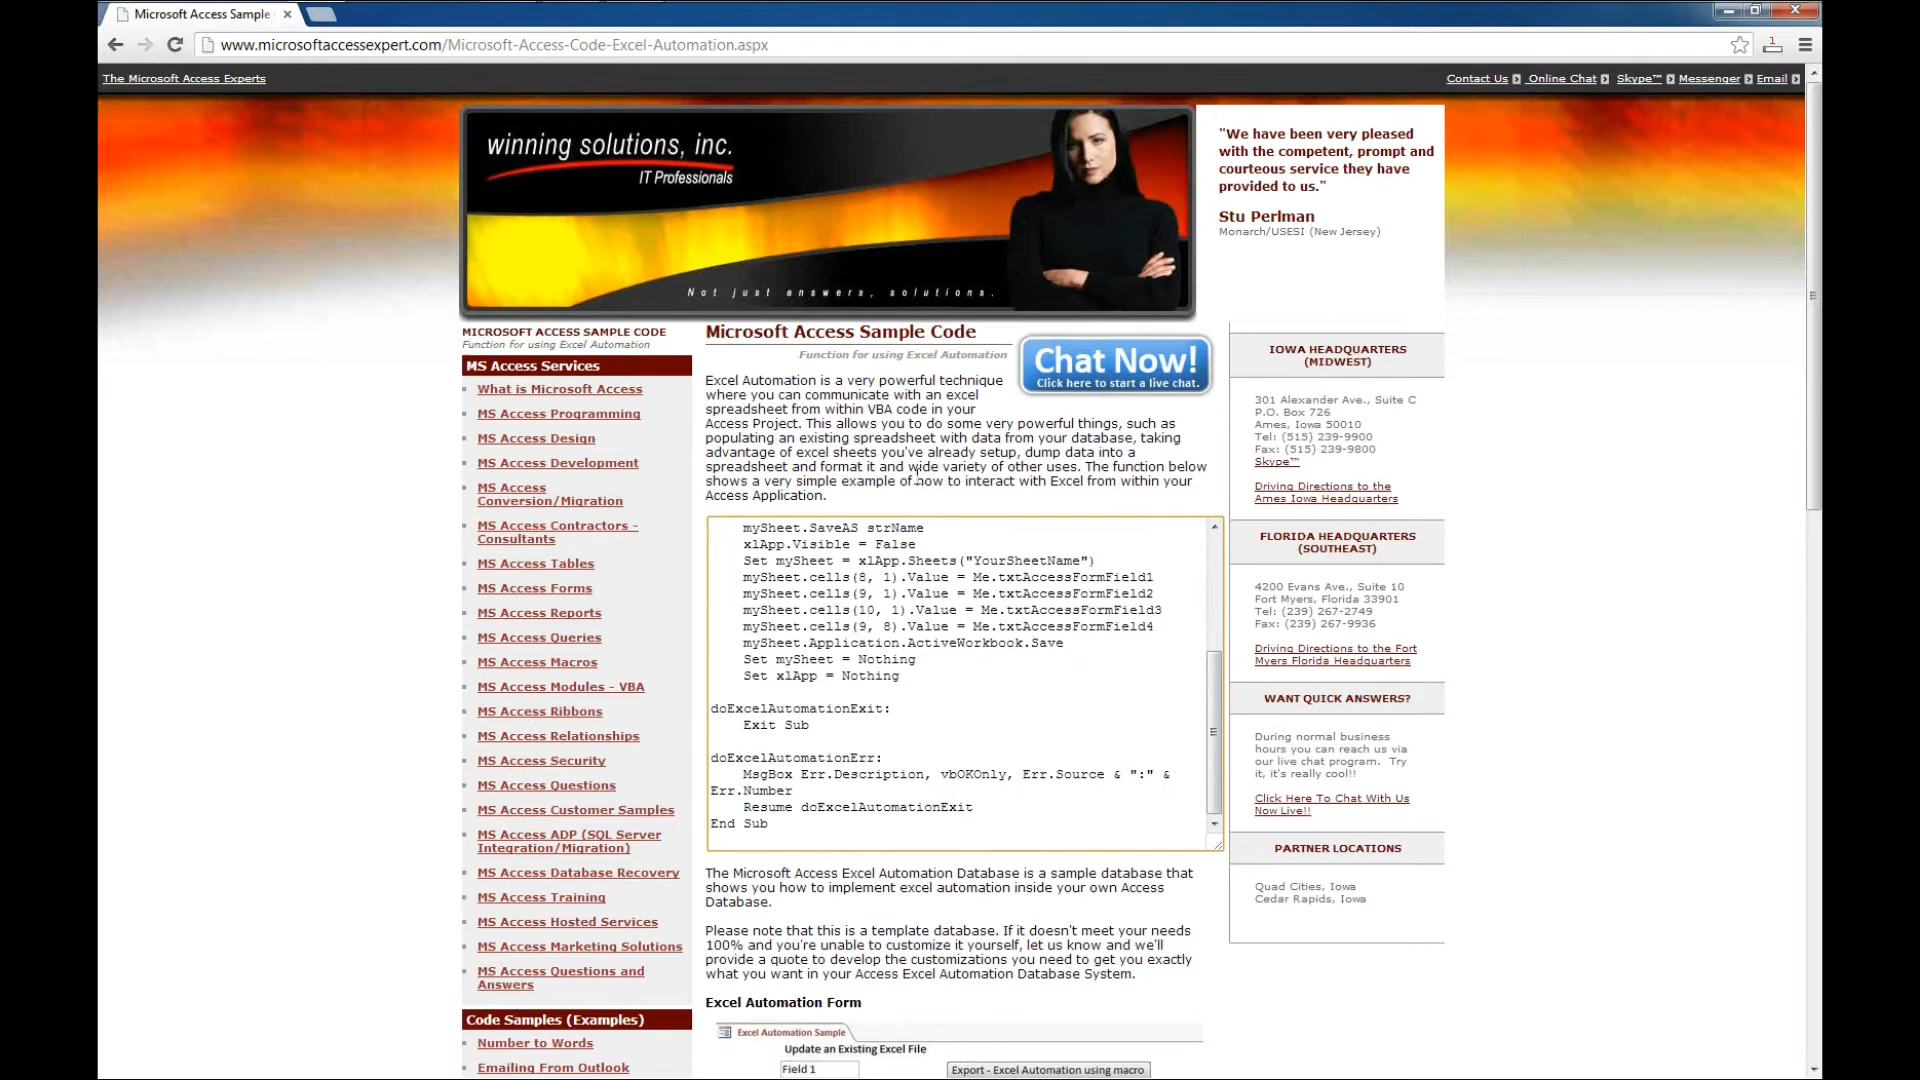 Microsoft Access Sample
www.microsoftaccessexpert.com/Microsoft-Access-Code-Excel-Automation.aspx
1
The Microsoft Access Experts
Contact Us Online Chat Skype™ Messenger Email
winning solutions, inc.
IT Professionals
Not just answers, solutions.
"We have been very pleased
with the competent, prompt and
courteous service they have
provided to us."
Stu Perlman
Monarch/USESI (New Jersey)
MICROSOFT ACCESS SAMPLE CODE
Function for using Excel Automation
MS Access Services
What is Microsoft Access
MS Access Programming
MS Access Design
MS Access Development
MS Access
Conversion/Migration
MS Access Contractors -
Consultants
MS Access Tables
MS Access Forms
MS Access Reports
MS Access Queries
MS Access Macros
MS Access Modules - VBA
MS Access Ribbons
MS Access Relationships
MS Access Security
MS Access Questions
MS Access Customer Samples
MS Access ADP (SQL Server
Integration/Migration)
MS Access Database Recovery
MS Access Training
MS Access Hosted Services
MS Access Marketing Solutions
MS Access Questions and
Answers
Code Samples (Examples)
Number to Words
Emailing From Outlook
Microsoft Access Sample Code
Function for using Excel Automation
Chat Now!
Click here to start a live chat.
Excel Automation is a very powerful technique
where you can communicate with an excel
spreadsheet from within VBA code in your
Access Project. This allows you to do some very powerful things, such as
populating an existing spreadsheet with data from your database, taking
advantage of excel sheets you've already setup, dump data into a
spreadsheet and format it and wide variety of other uses. The function below
shows a very simple example of how to interact with Excel from within your
Access Application.
mySheet.SaveAS strName
xlApp.Visible = False
Set mySheet = xlApp.Sheets("YourSheetName")
mySheet.cells(8, 1).Value = Me.txtAccessFormField1
mySheet.cells(9, 1).Value = Me.txtAccessFormField2
mySheet.cells(10, 1).Value = Me.txtAccessFormField3
mySheet.cells(9, 8).Value = Me.txtAccessFormField4
mySheet.Application.ActiveWorkbook.Save
Set mySheet = Nothing
Set xlApp = Nothing
doExcelAutomationExit:
Exit Sub
doExcelAutomationErr:
MsgBox Err.Description, vbOKOnly, Err.Source & ":" &
Err.Number
Resume doExcelAutomationExit
End Sub
The Microsoft Access Excel Automation Database is a sample database that
shows you how to implement excel automation inside your own Access
Database.
Please note that this is a template database. If it doesn't meet your needs
100% and you're unable to customize it yourself, let us know and we'll
provide a quote to develop the customizations you need to get you exactly
what you want in your Access Excel Automation Database System.
Excel Automation Form
Excel Automation Sample
Update an Existing Excel File
Field 1
Export - Excel Automation using macro
IOWA HEADQUARTERS
(MIDWEST)
301 Alexander Ave., Suite C
P.O. Box 726
Ames, Iowa 50010
Tel: (515) 239-9900
Fax: (515) 239-9800
Skype™
Driving Directions to the
Ames Iowa Headquarters
FLORIDA HEADQUARTERS
(SOUTHEAST)
4200 Evans Ave., Suite 10
Fort Myers, Florida 33901
Tel: (239) 267-2749
Fax: (239) 267-9936
Driving Directions to the Fort
Myers Florida Headquarters
WANT QUICK ANSWERS?
During normal business
hours you can reach us via
our live chat program. Try
it, it's really cool!!
Click Here To Chat With Us
Now Live!!
PARTNER LOCATIONS
Quad Cities, Iowa
Cedar Rapids, Iowa